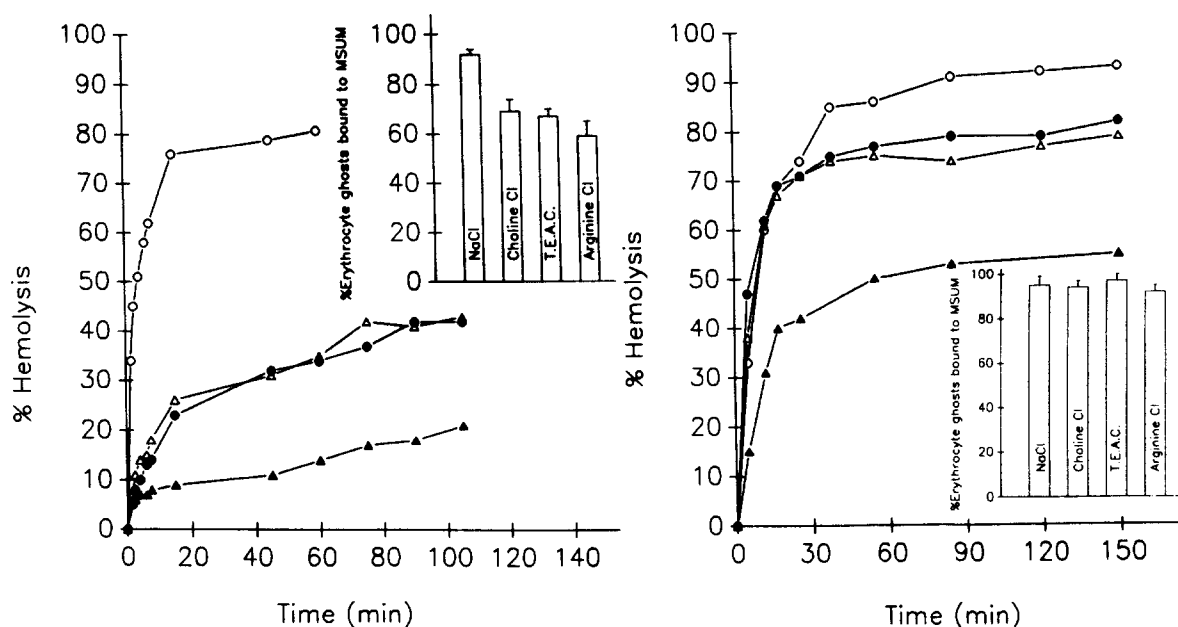 % Hemolysis
100
90
80
70
60
50
40
30
20
10
0
0 20 40 60 80 100 120 140
Time (min)
%Erythrocyte ghosts bound to MSUM
100
80
60
40
20
0
NaCl
Choline Cl
T.E.A.C.
Arginine Cl
% Hemolysis
100
90
80
70
60
50
40
30
20
10
0
0 30 60 90 120 150
Time (min)
%Erythrocyte ghosts bound to MSUM
100
80
60
40
20
0
NaCl
Choline Cl
T.E.A.C.
Arginine Cl